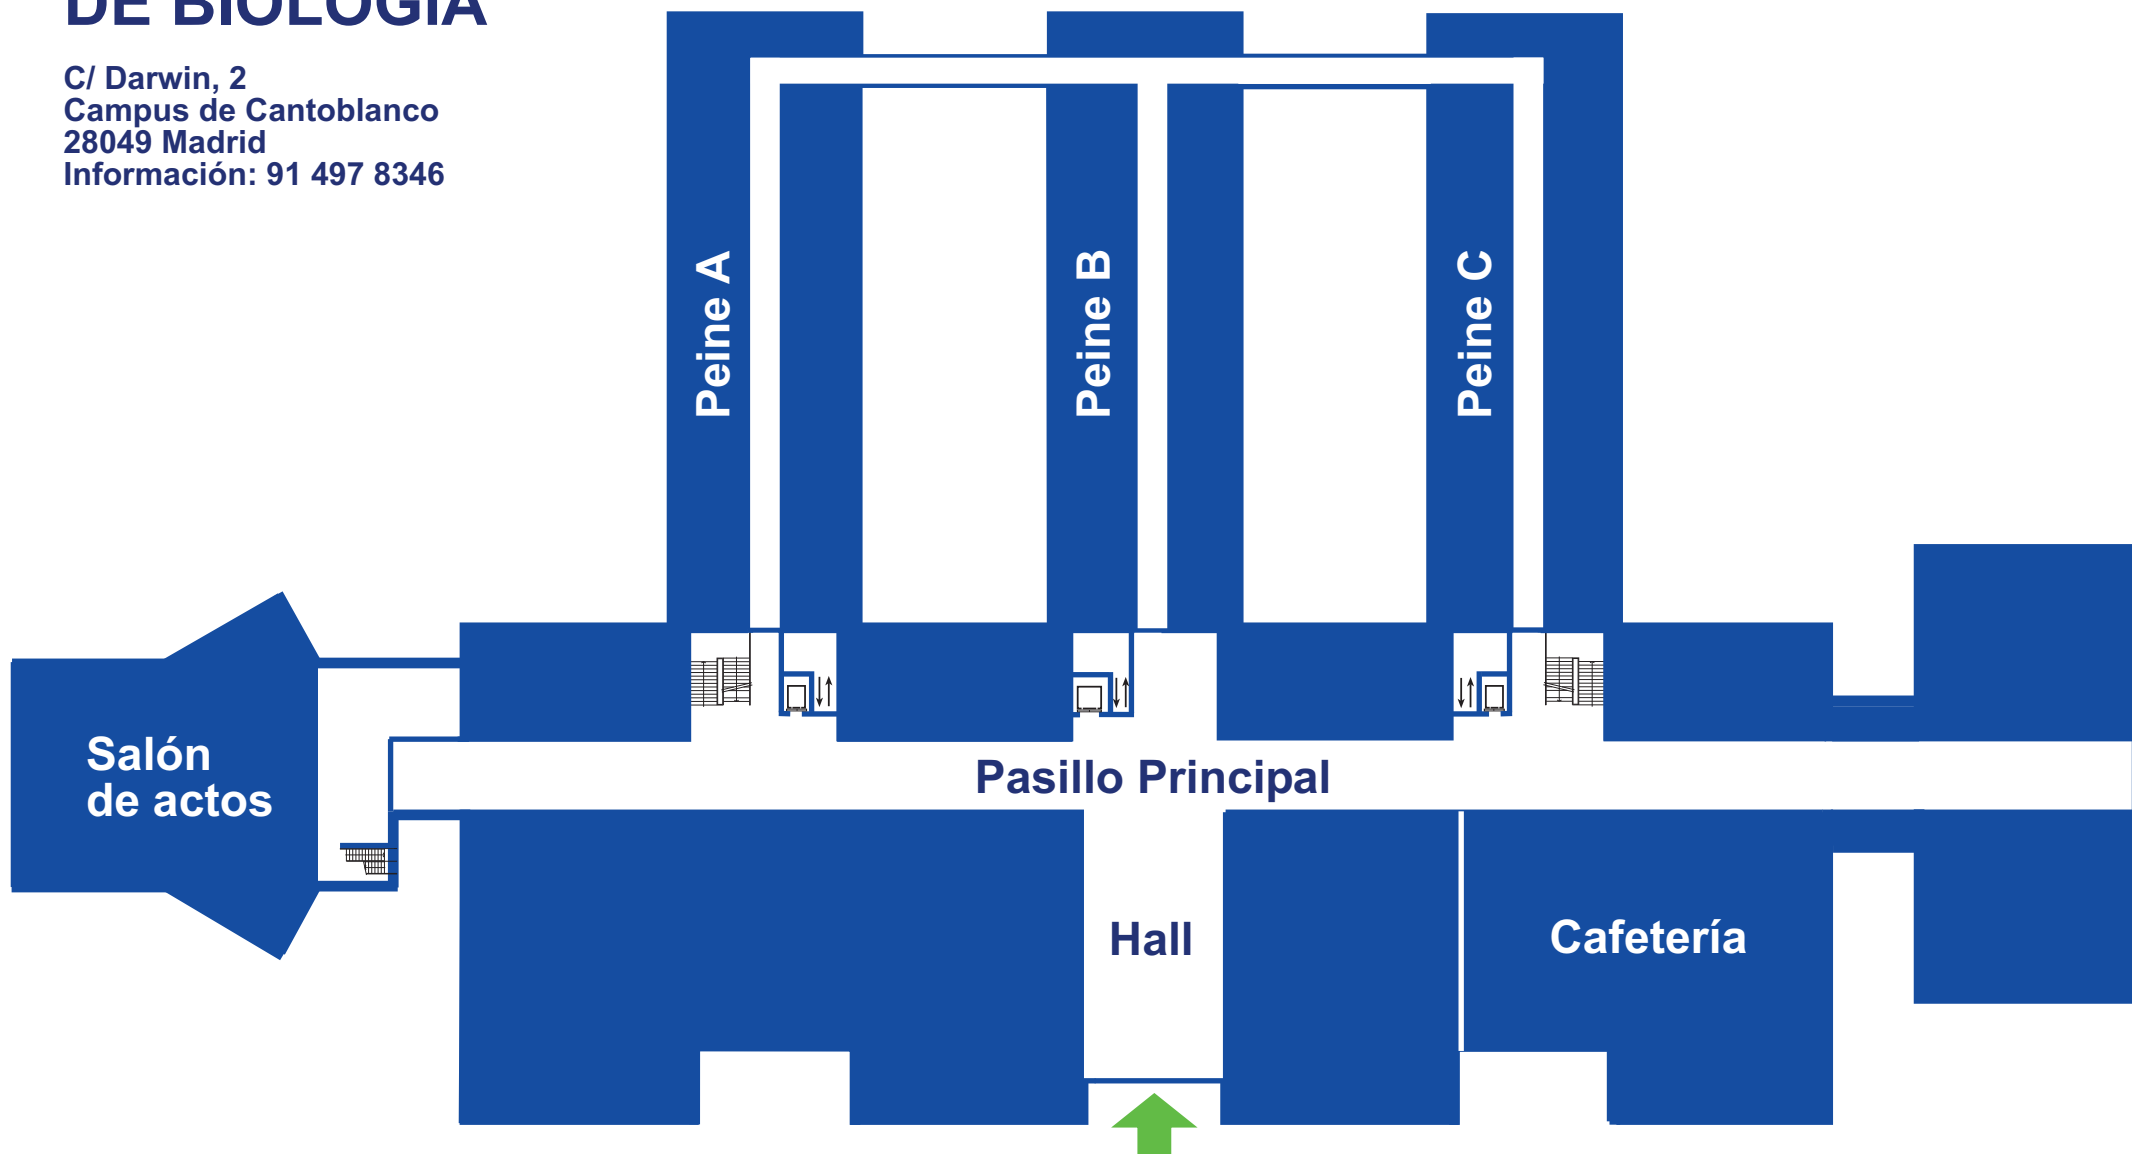 DE BIOLOGÍA
C/ Darwin, 2
Campus de Cantoblanco
28049 Madrid
Información: 91 497 8346
Peine A
Peine B
Peine C
Salón
de actos
Pasillo Principal
Hall
Cafetería